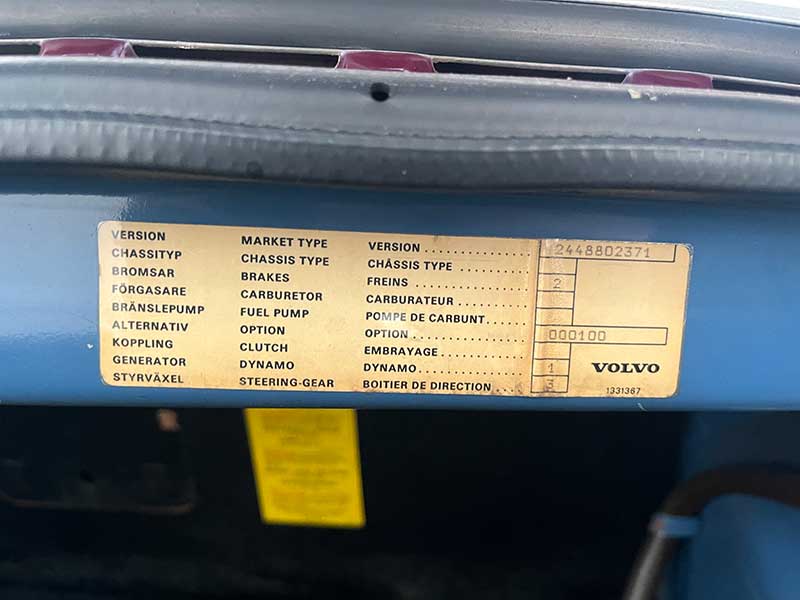 VERSION MARKET TYPE VERSION 2448802371
CHASSITYP CHASSIS TYPE CHÂSSIS TYPE
BROMSAR BRAKES FREINS 2
FÖRGASARE CARBURETOR CARBURATEUR
BRÄNSLEPUMP FUEL PUMP POMPE DE CARBUNT.
ALTERNATIV OPTION OPTION 000100
KOPPLING CLUTCH EMBRAYAGE
GENERATOR DYNAMO DYNAMO 1 VOLVO
STYRVÄXEL STEERING-GEAR BOITIER DE DIRECTION 3 1331367